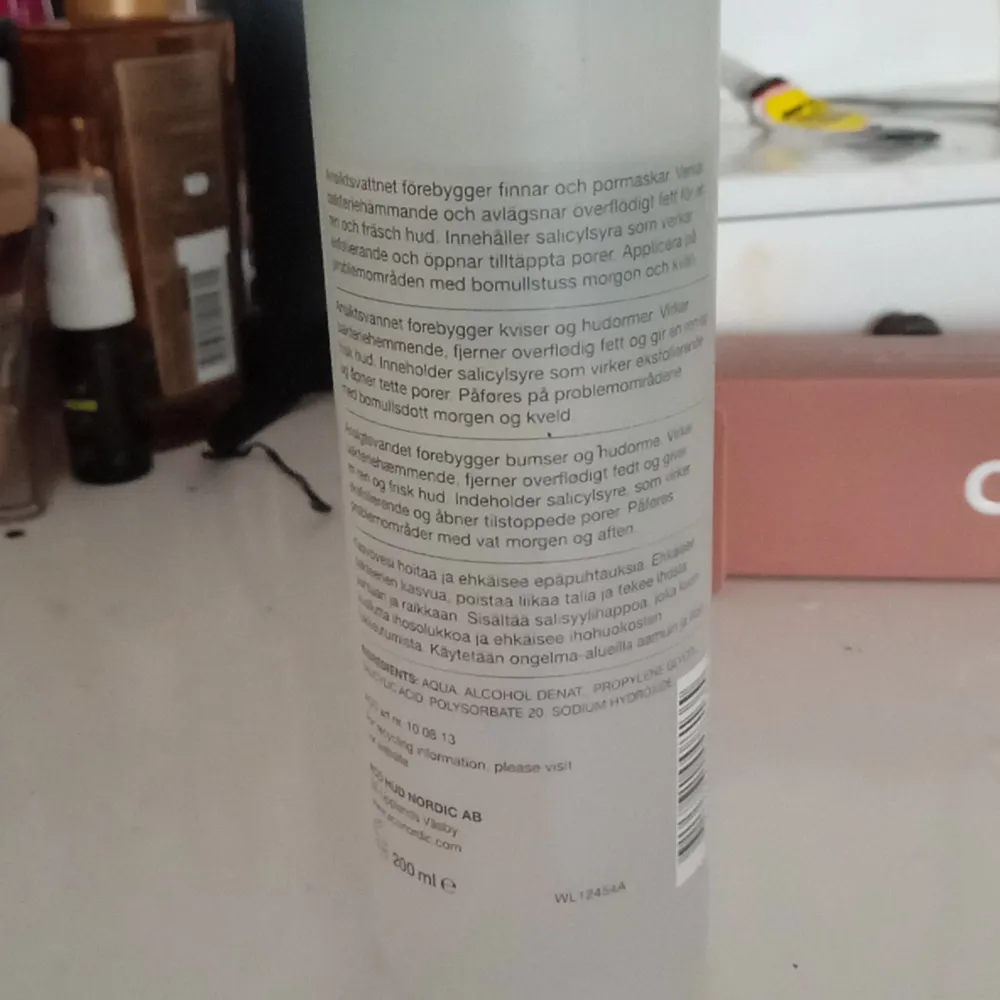 Ansiktsvattnet förebygger finnar och pormaskar. Verkar
bakteriehämmande och avlägsnar överflödigt fett för en
ren och fräsch hud. Innehåller salicylsyra som verkar
exfolierande och öppnar tilltäppta porer. Applicera på
problemområden med bomullstuss morgon och kväll.
Ansiktsvannet forebygger kviser og hudormer. Virker
bakteriehemmende, fjerner overflødig fett og gir en ren og
frisk hud. Inneholder salicylsyre som virker eksfolierende
og åpner tette porer. Påføres på problemområdene
med bomullsdott morgen og kveld.
Ansigtsvandet forebygger bumser og hudorme. Virker
bakteriehæmmende, fjerner overflødigt fedt og giver
en ren og frisk hud. Indeholder salicylsyre, som virker
eksfolierende og åbner tilstoppede porer. Påføres
problemområder med vat morgen og aften.
Kasvovesi hoitaa ja ehkäisee epäpuhtauksia. Ehkäisee
bakteerien kasvua, poistaa liikaa talia ja tekee ihosta
puhtaan ja raikkaan. Sisältää salisyylihappoa, joka
kuollutta ihosolukkoa ja ehkäisee ihohuokosten
tukkeutumista. Käytetään ongelma-alueilla aamuin ja
INGREDIENTS: AQUA, ALCOHOL DENAT., PROPYLENE GLYCOL,
SALICYLIC ACID, POLYSORBATE 20, SODIUM HYDROXIDE
art nr. 10 08 13
For recycling information, please visit
our website
HUD NORDIC AB
Upplands Väsby
www.aconordic.com
200 ml ℮
WL12454A